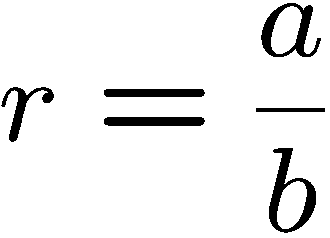 r = a/b